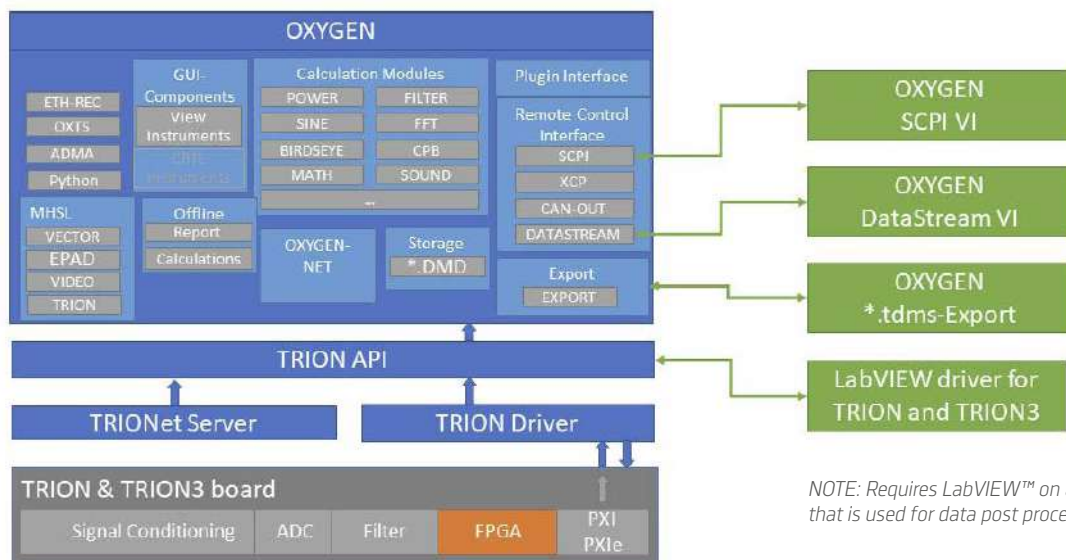 OXYGEN
ETH-REC
OXTS
ADMA
Python
GUI-
Components
View
Instruments
Instruments
Calculation Modules
POWER
FILTER
SINE
FFT
BIRDSEYE
CPB
MATH
SOUND
...
Plugin Interface
Remote Control
Interface
SCPI
XCP
CAN-OUT
DATASTREAM
MHSL
VECTOR
EPAD
VIDEO
TRION
Offline
Report
Calculations
OXYGEN-
NET
Storage
*.DMD
Export
EXPORT
OXYGEN
SCPI VI
OXYGEN
DataStream VI
OXYGEN
*.tdms-Export
LabVIEW driver for
TRION and TRION3
TRION API
TRIONet Server
TRION Driver
TRION & TRION3 board
Signal Conditioning
ADC
Filter
FPGA
PXI
PXIe
NOTE: Requires LabVIEW™ on
that is used for data post proce